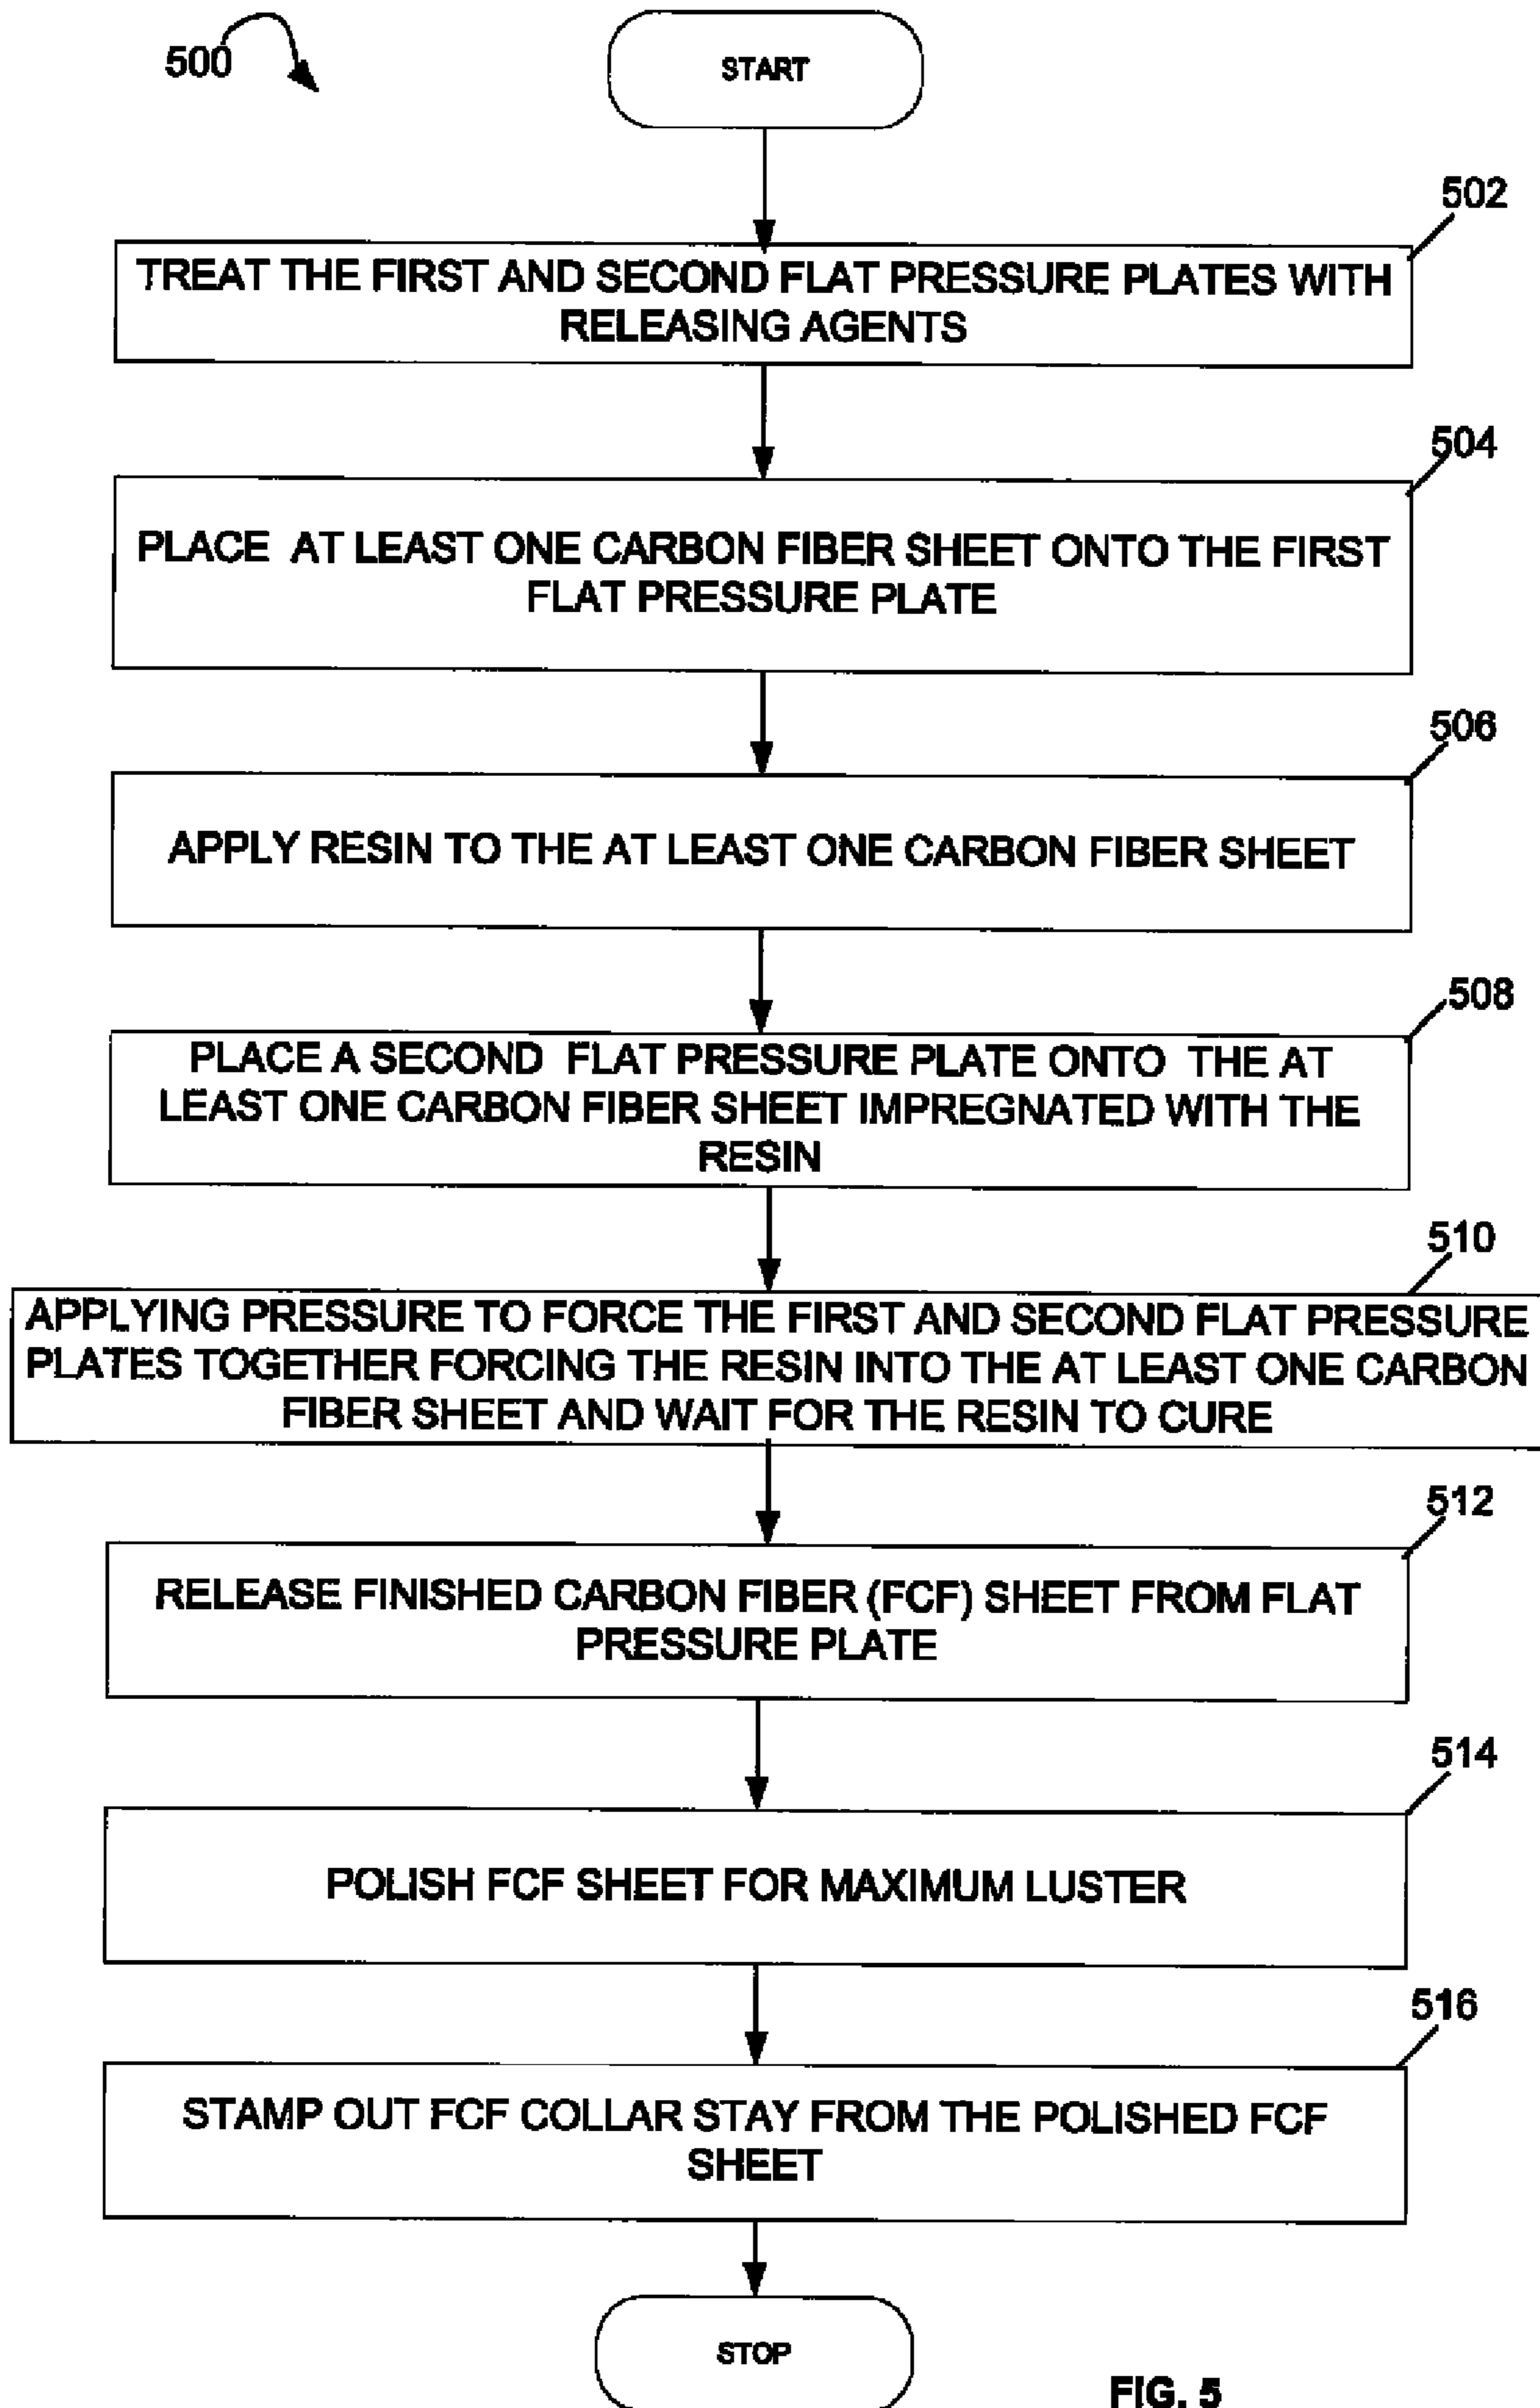 500
START
502
TREAT THE FIRST AND SECOND FLAT PRESSURE PLATES WITH
RELEASING AGENTS
504
PLACE AT LEAST ONE CARBON FIBER SHEET ONTO THE FIRST
FLAT PRESSURE PLATE
506
APPLY RESIN TO THE AT LEAST ONE CARBON FIBER SHEET
508
PLACE A SECOND FLAT PRESSURE PLATE ONTO THE AT
LEAST ONE CARBON FIBER SHEET IMPREGNATED WITH THE
RESIN
510
APPLYING PRESSURE TO FORCE THE FIRST AND SECOND FLAT PRESSURE
PLATES TOGETHER FORCING THE RESIN INTO THE AT LEAST ONE CARBON
FIBER SHEET AND WAIT FOR THE RESIN TO CURE
512
RELEASE FINISHED CARBON FIBER (FCF) SHEET FROM FLAT
PRESSURE PLATE
514
POLISH FCF SHEET FOR MAXIMUM LUSTER
516
STAMP OUT FCF COLLAR STAY FROM THE POLISHED FCF
SHEET
STOP
FIG. 5